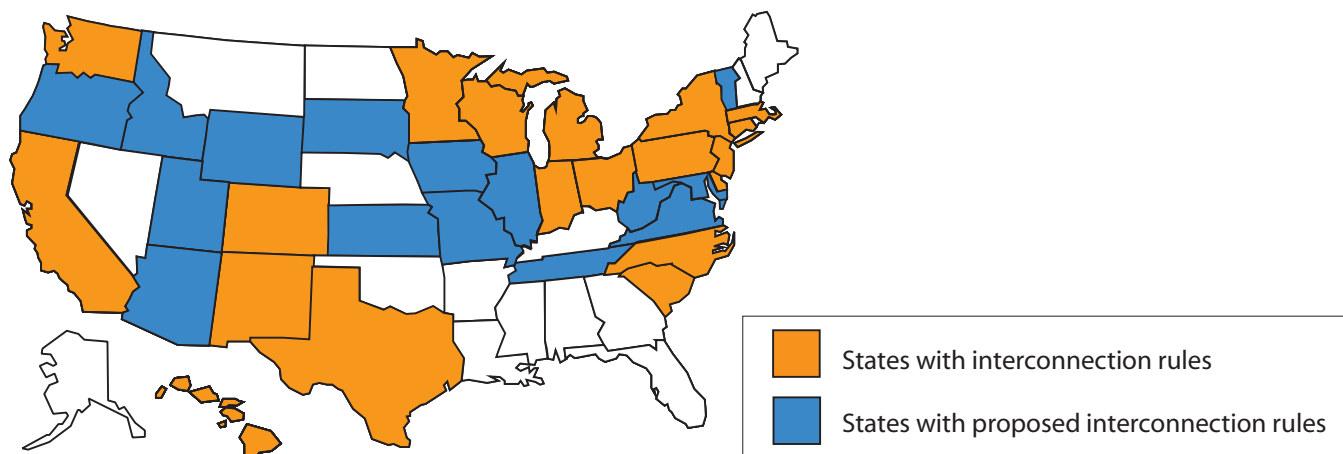 States with interconnection rules
States with proposed interconnection rules